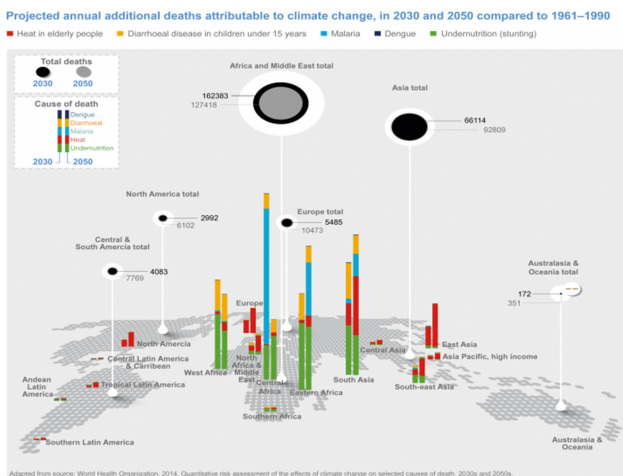 Projected annual additional deaths attributable to climate change, in 2030 and 2050 compared to 1961–1990
Heat in elderly people
Diarrhoeal disease in children under 15 years
Malaria
Dengue
Undernutrition (stunting)
Total deaths
2030 2050
Cause of death
Dengue
Diarrhoeal
Malaria
Heat
Undernutrition
2030 2050
Africa and Middle East total
162383
127418
Asia total
66114
92809
North America total
2992
6102
Europe total
5485
10473
Central &
South Amercia total
4083
7769
Australasia &
Oceania total
172
351
Europe
North Amercia
Central Latin America
& Carribean
Andean
Latin
America
Tropical Latin America
Southern Latin America
West Africa
North
Africa &
Middle
East
Central
Africa
Eastern Africa
Southern Africa
South Asia
Central Asia
East Asia
Asia Pacific, high income
South-east Asia
Australasia &
Oceania
Adapted from source: World Health Organization, 2014. Quantitative risk assessment of the effects of climate change on selected causes of death, 2030s and 2050s.